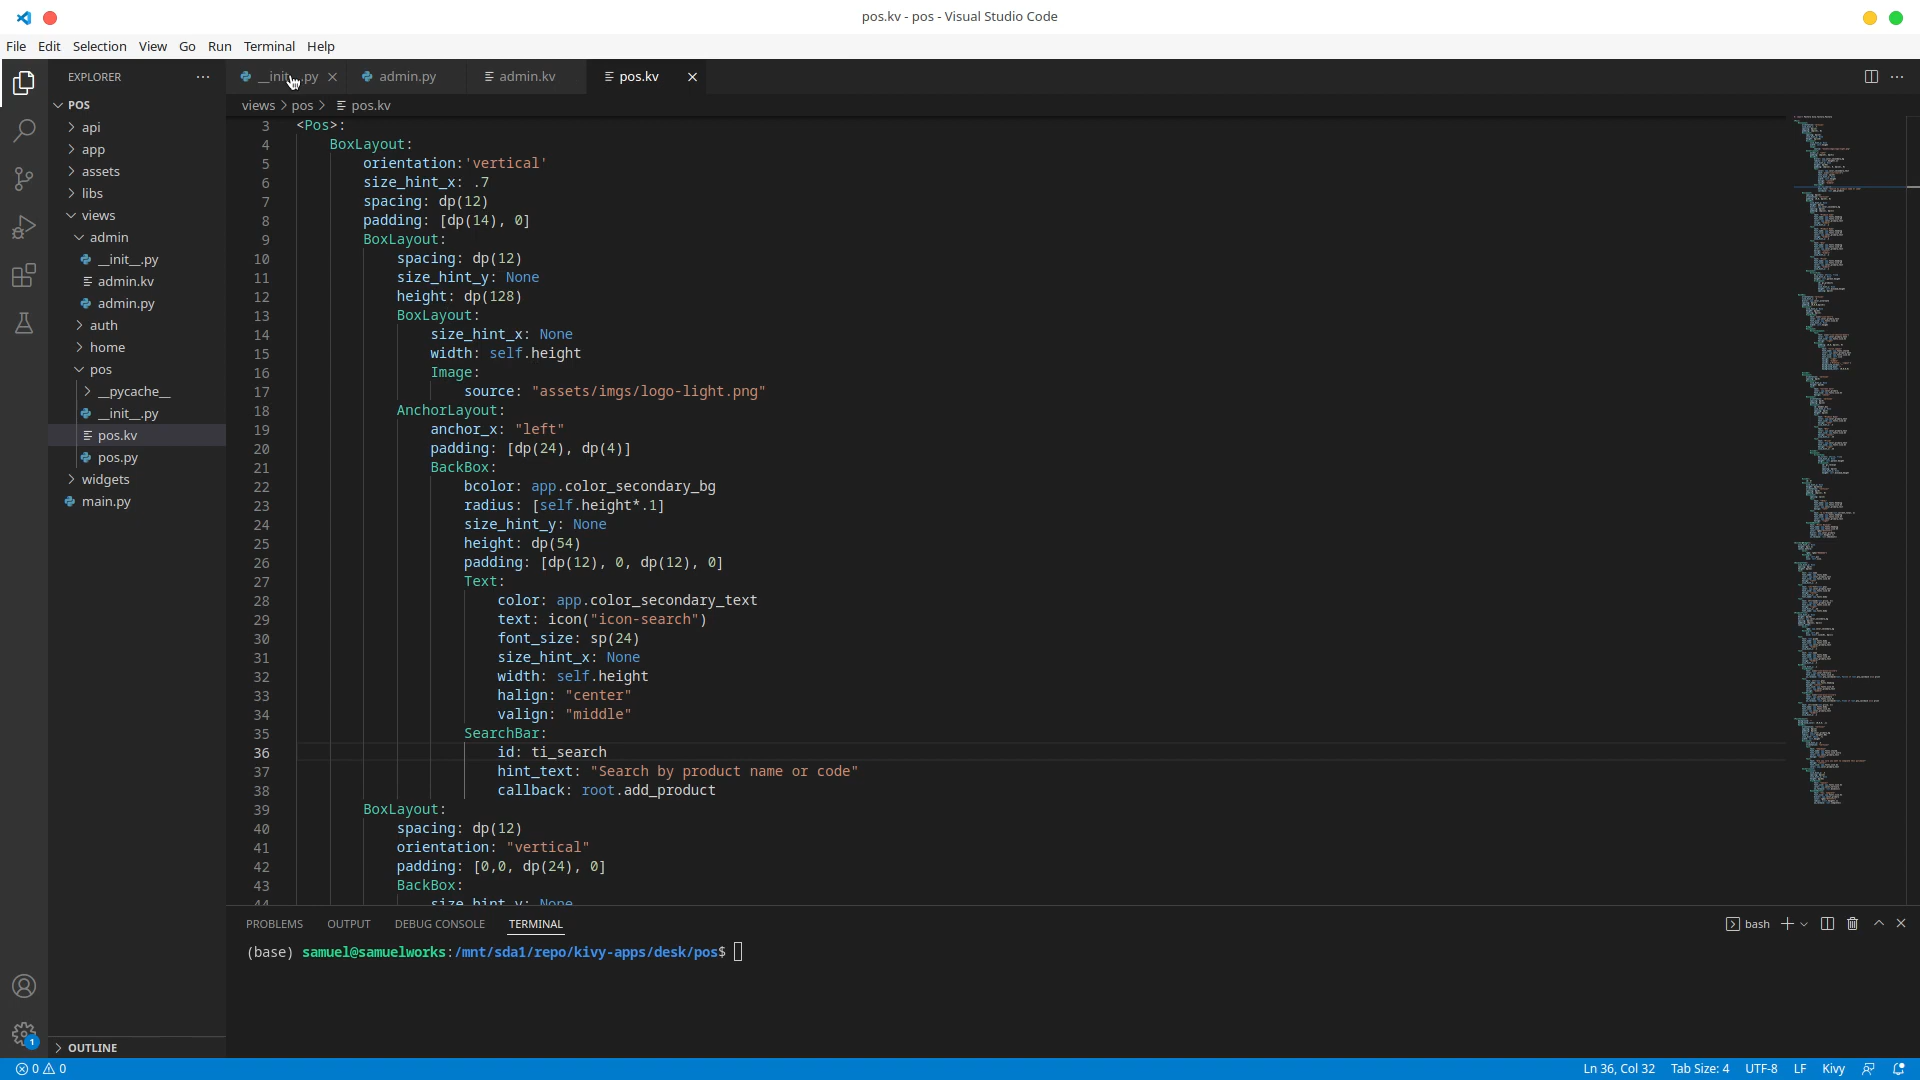 pos.kv - pos - Visual Studio Code
File Edit Selection View Go Run Terminal Help
EXPLORER
POS
api
app
assets
libs
views
admin
__init__.py
admin.kv
admin.py
auth
home
pos
__pycache__
__init__.py
pos.kv
pos.py
widgets
main.py
OUTLINE
admin.py admin.kv pos.kv
views > pos > pos.kv
3 <Pos>:
4 BoxLayout:
5 orientation:'vertical'
6 size_hint_x: .7
7 spacing: dp(12)
8 padding: [dp(14), 0]
9 BoxLayout:
10 spacing: dp(12)
11 size_hint_y: None
12 height: dp(128)
13 BoxLayout:
14 size_hint_x: None
15 width: self.height
16 Image:
17 source: "assets/imgs/logo-light.png"
18 AnchorLayout:
19 anchor_x: "left"
20 padding: [dp(24), dp(4)]
21 BackBox:
22 bcolor: app.color_secondary_bg
23 radius: [self.height*.1]
24 size_hint_y: None
25 height: dp(54)
26 padding: [dp(12), 0, dp(12), 0]
27 Text:
28 color: app.color_secondary_text
29 text: icon("icon-search")
30 font_size: sp(24)
31 size_hint_x: None
32 width: self.height
33 halign: "center"
34 valign: "middle"
35 SearchBar:
36 id: ti_search
37 hint_text: "Search by product name or code"
38 callback: root.add_product
39 BoxLayout:
40 spacing: dp(12)
41 orientation: "vertical"
42 padding: [0,0, dp(24), 0]
43 BackBox:
44 size_hint_y: None
PROBLEMS OUTPUT DEBUG CONSOLE TERMINAL
bash
(base) samuel@samuelworks:/mnt/sda1/repo/kivy-apps/desk/pos$
1
0 0
Ln 36, Col 32 Tab Size: 4 UTF-8 LF Kivy